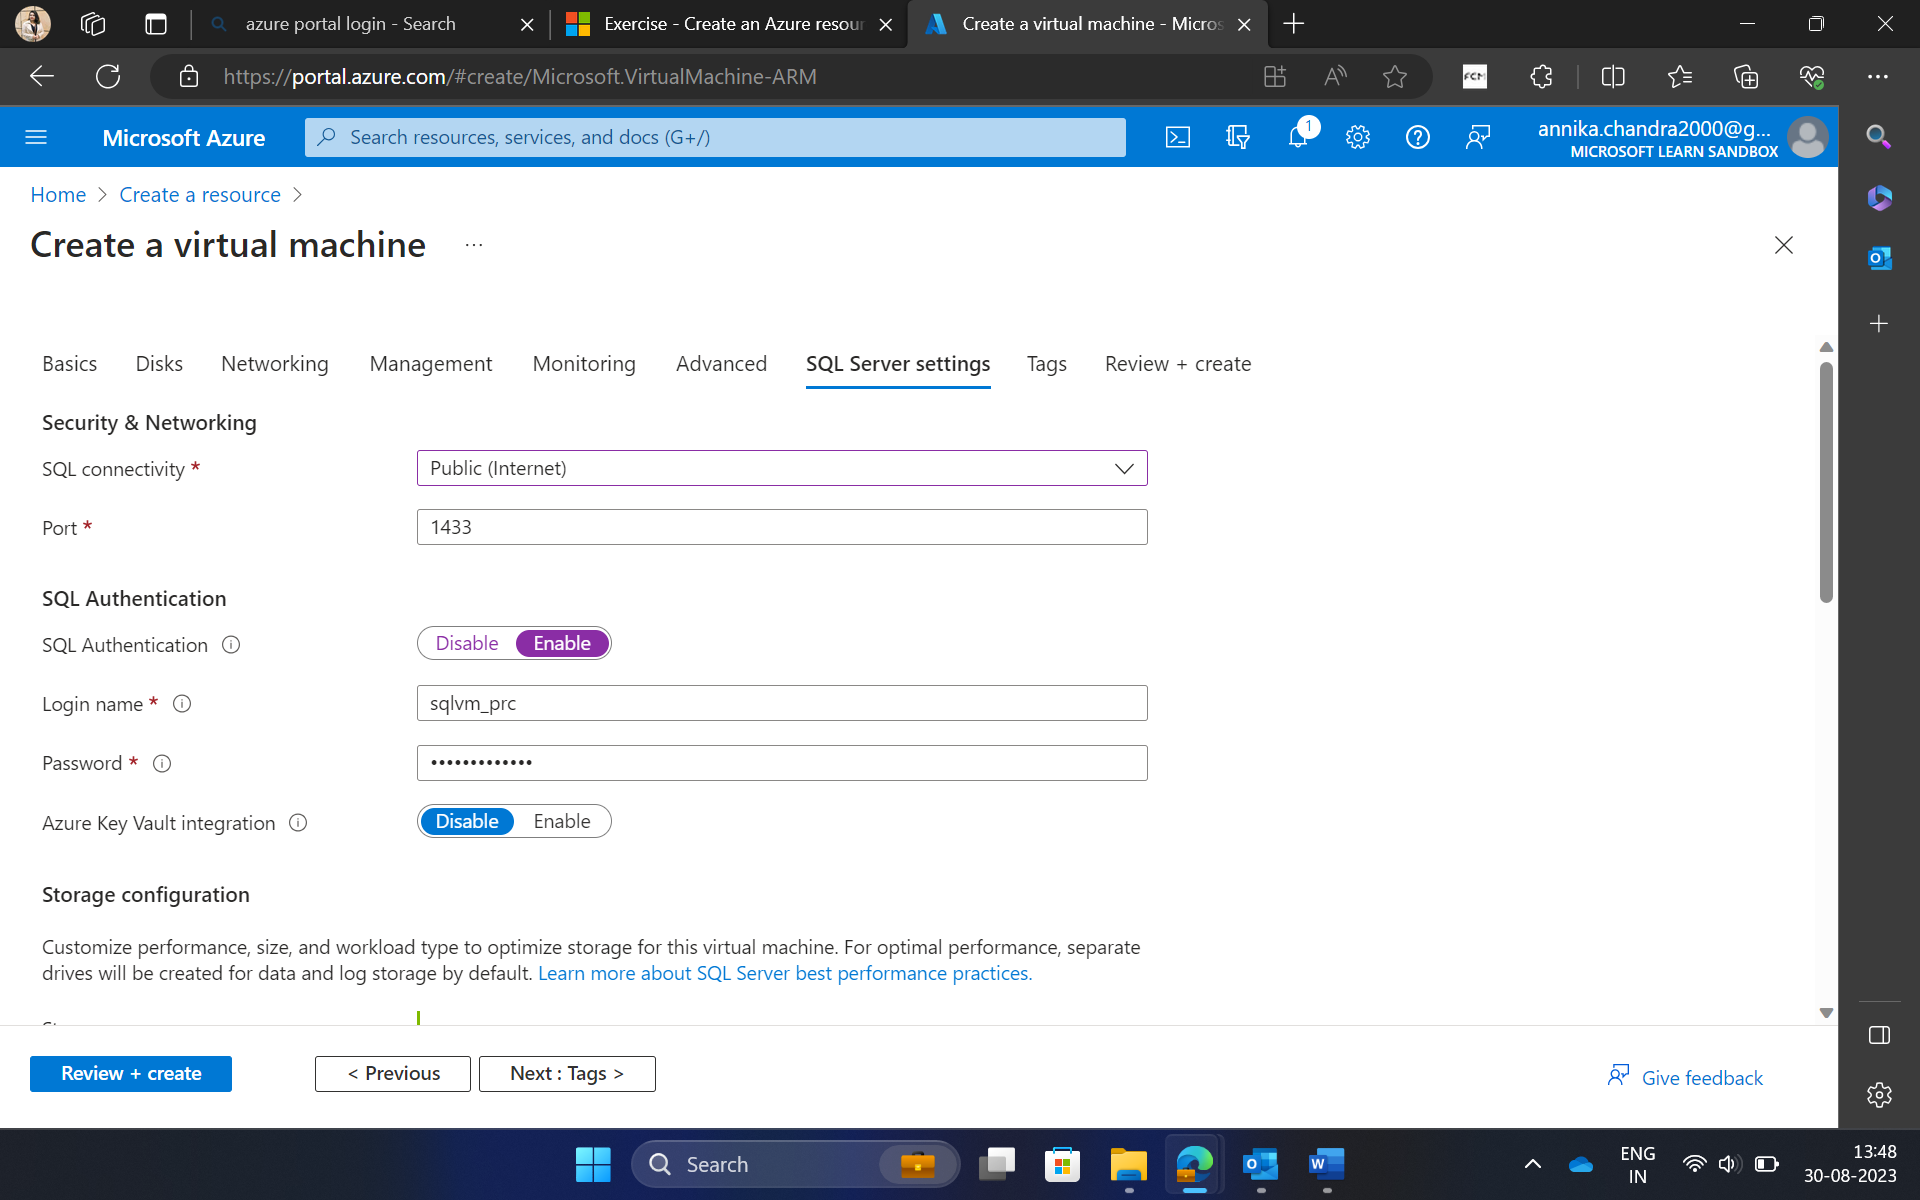 azure portal login - Search
Exercise - Create an Azure resour
Create a virtual machine - Micros
https://portal.azure.com/#create/Microsoft.VirtualMachine-ARM
FCM
Microsoft Azure
Search resources, services, and docs (G+/)
1
annika.chandra2000@g...
MICROSOFT LEARN SANDBOX
Home > Create a resource >
Create a virtual machine ...
Basics Disks Networking Management Monitoring Advanced SQL Server settings Tags Review + create
Security & Networking
SQL connectivity * Public (Internet)
Port * 1433
SQL Authentication
SQL Authentication Disable Enable
Login name * sqlvm_prc
Password * •••••••••••••
Azure Key Vault integration Disable Enable
Storage configuration
Customize performance, size, and workload type to optimize storage for this virtual machine. For optimal performance, separate
drives will be created for data and log storage by default. Learn more about SQL Server best performance practices.
Review + create < Previous Next : Tags > Give feedback
Search
ENG
IN
13:48
30-08-2023